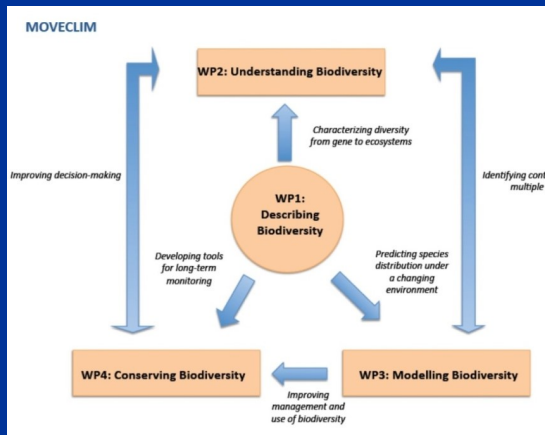 MOVECLIM
WP2: Understanding Biodiversity
Characterizing diversity
from gene to ecosystems
Improving decision-making
Identifying
multiple
WP1:
Describing
Biodiversity
Developing tools
for long-term
monitoring
Predicting species
distribution under
a changing
environment
WP4: Conserving Biodiversity
WP3: Modelling Biodiversity
Improving
management and
use of biodiversity